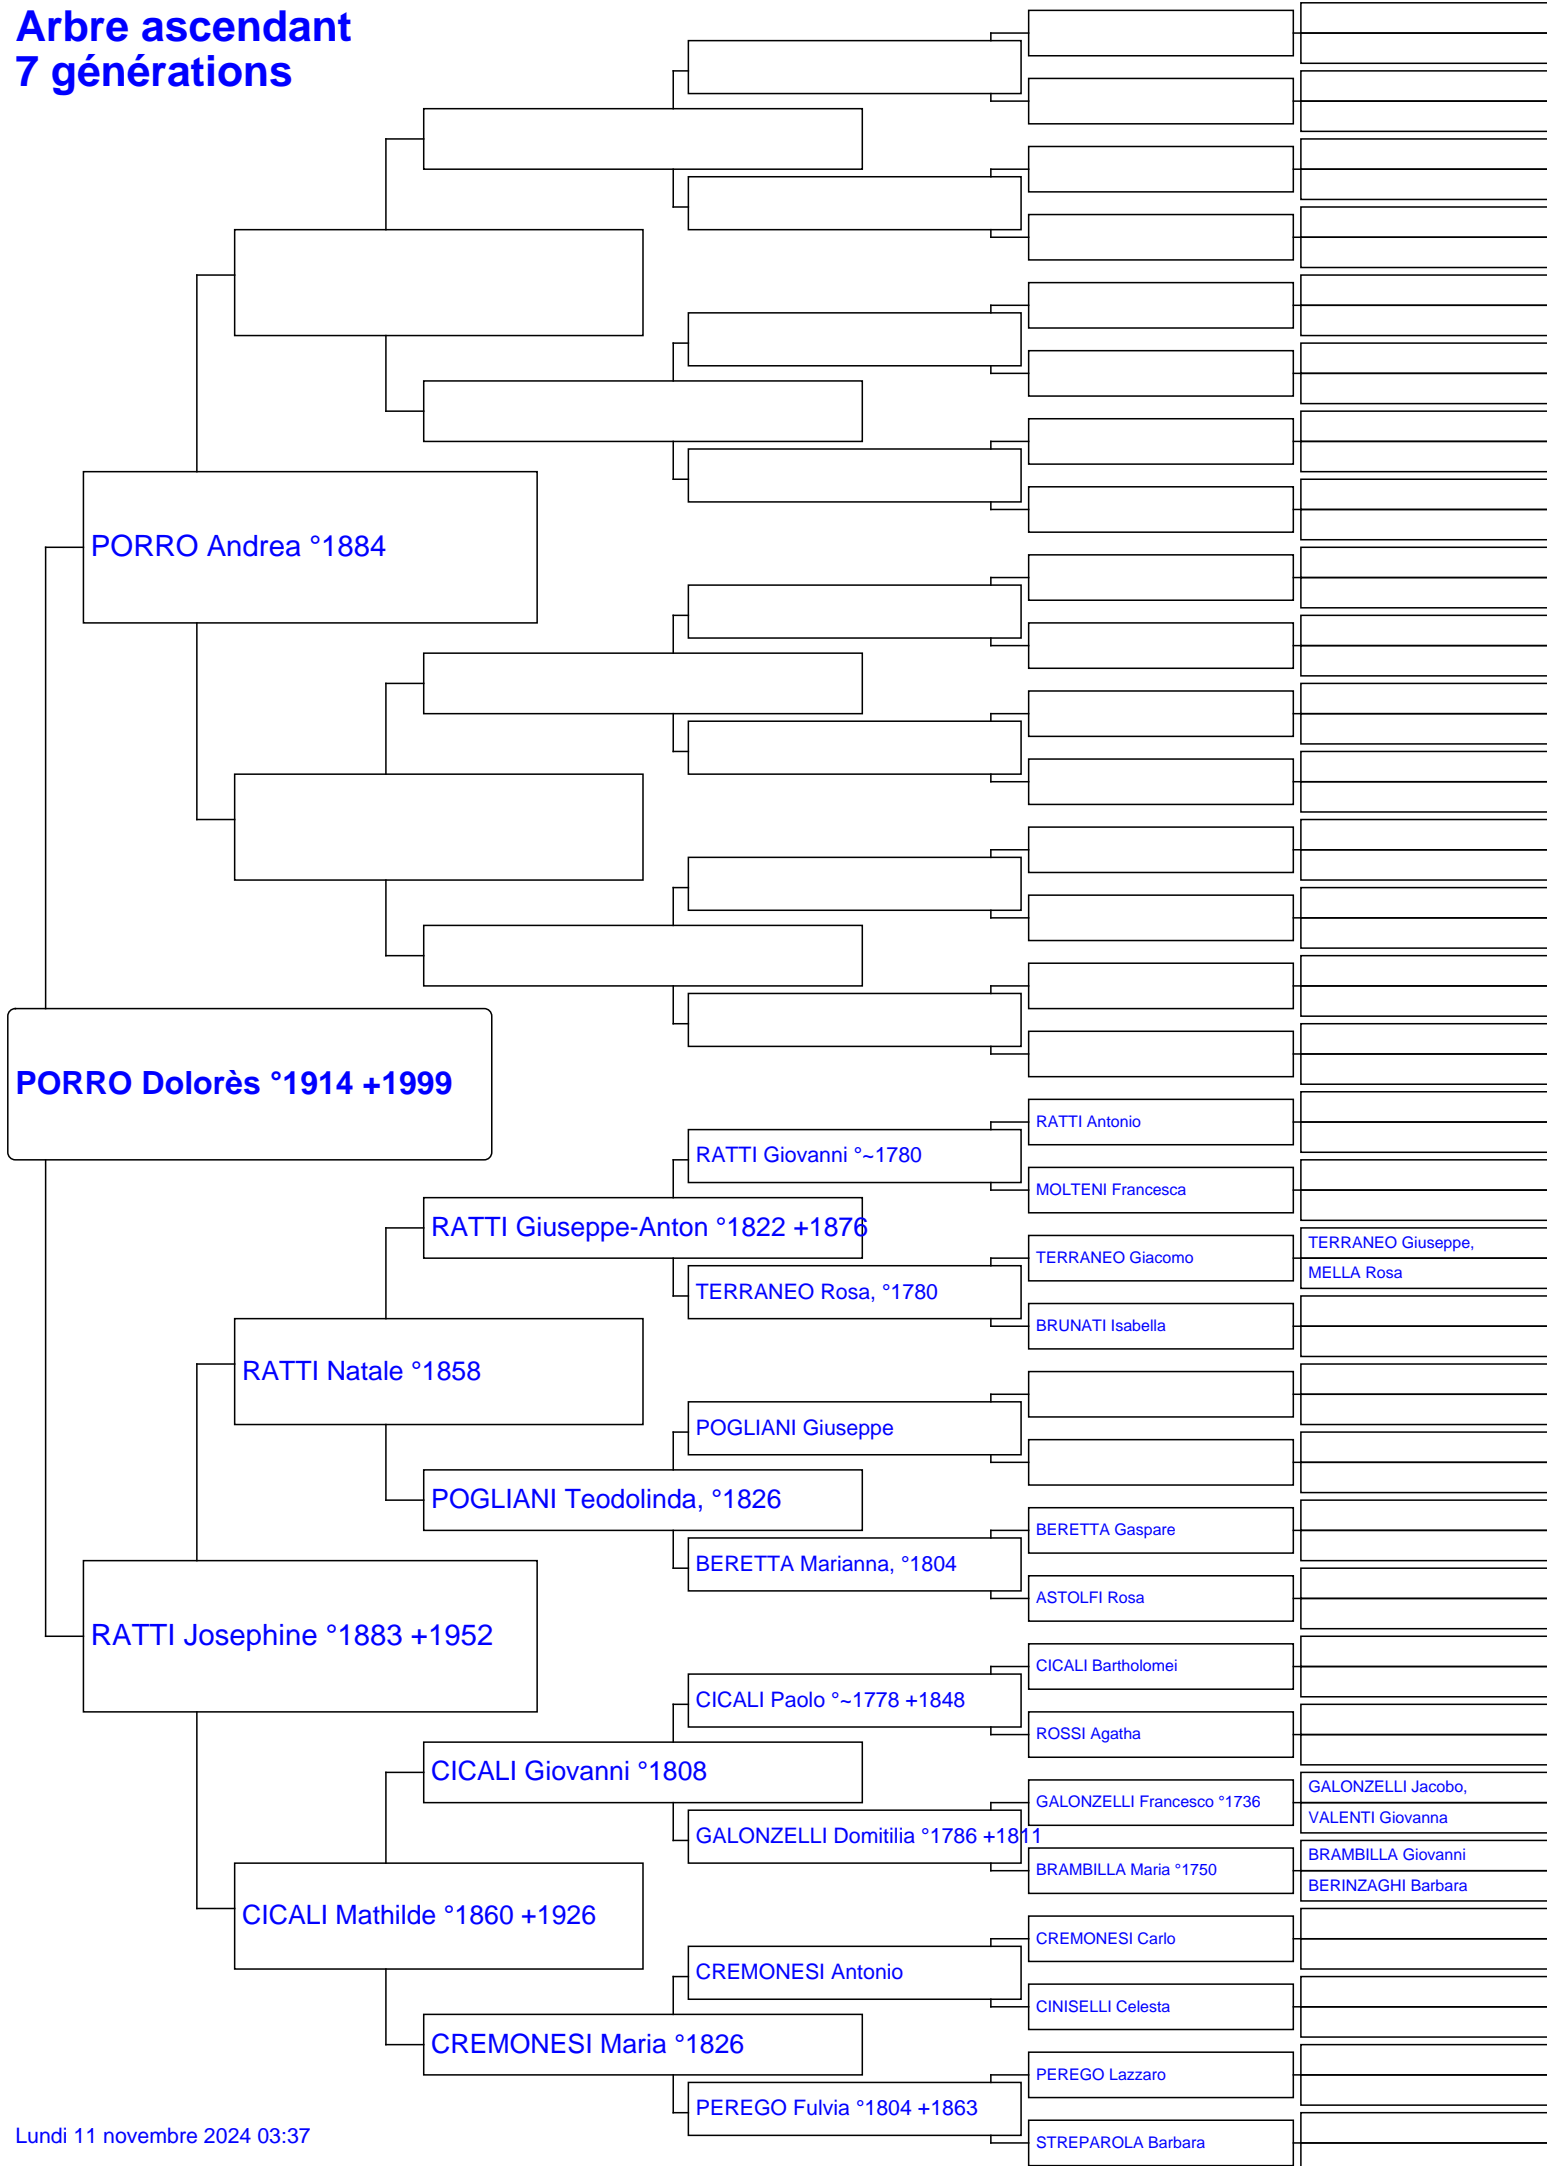 Arbre ascendant
7 générations
PORRO Andrea °1884
PORRO Dolorès °1914 +1999
RATTI Antonio
RATTI Giovanni °~1780
MOLTENI Francesca
RATTI Giuseppe-Anton °1822 +1876
TERRANEO Giuseppe,
TERRANEO Giacomo
MELLA Rosa
TERRANEO Rosa, °1780
BRUNATI Isabella
RATTI Natale °1858
POGLIANI Giuseppe
POGLIANI Teodolinda, °1826
BERETTA Gaspare
BERETTA Marianna, °1804
ASTOLFI Rosa
RATTI Josephine °1883 +1952
CICALI Bartholomei
CICALI Paolo °~1778 +1848
ROSSI Agatha
CICALI Giovanni °1808
GALONZELLI Jacobo,
GALONZELLI Francesco °1736
VALENTI Giovanna
GALONZELLI Domitilia °1786 +1811
BRAMBILLA Giovanni
BRAMBILLA Maria °1750
BERINZAGHI Barbara
CICALI Mathilde °1860 +1926
CREMONESI Carlo
CREMONESI Antonio
CINISELLI Celesta
CREMONESI Maria °1826
PEREGO Lazzaro
PEREGO Fulvia °1804 +1863
STREPAROLA Barbara
Lundi 11 novembre 2024 03:37